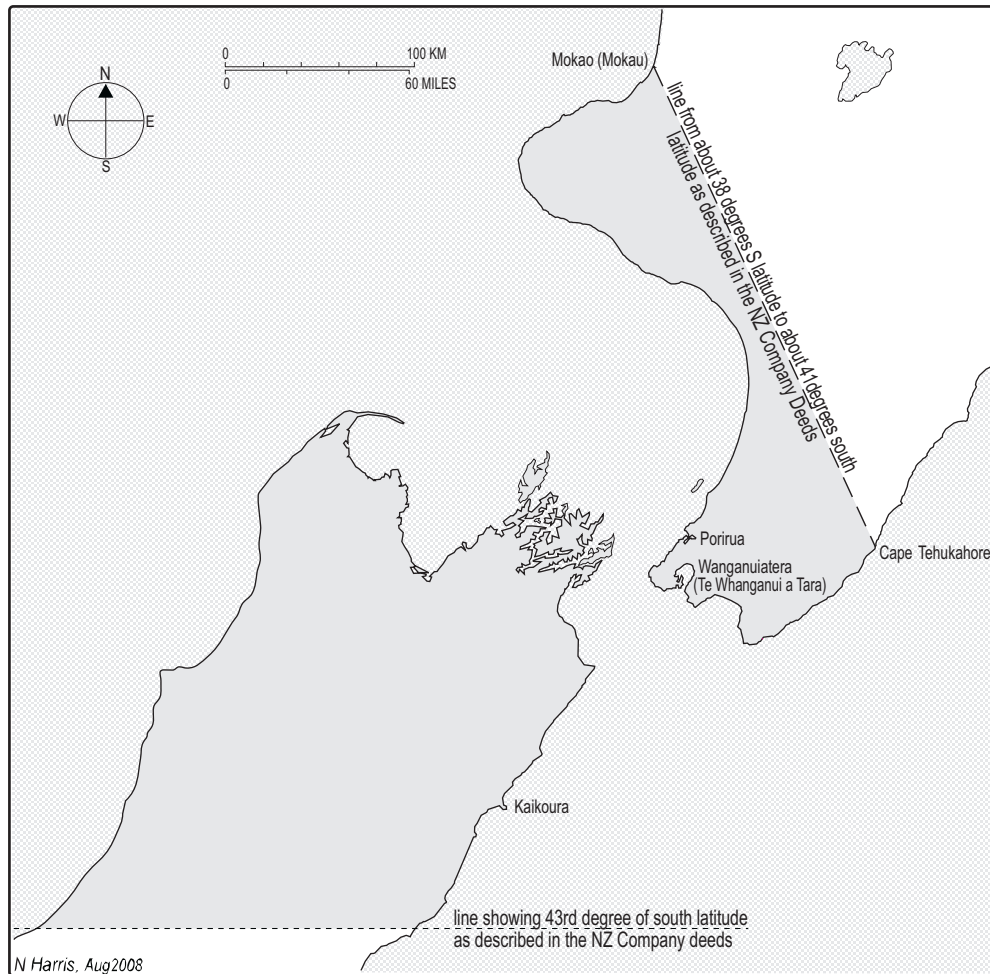 N
W E
S
0 100 KM
0 60 MILES
Mokao (Mokau)
line from about 38 degrees S latitude to about 41degrees south
latitude as described in the NZ Company Deeds
Porirua
Cape Tehukahore
Wanganuiatera
(Te Whanganui a Tara)
Kaikoura
line showing 43rd degree of south latitude
as described in the NZ Company deeds
N Harris, Aug2008